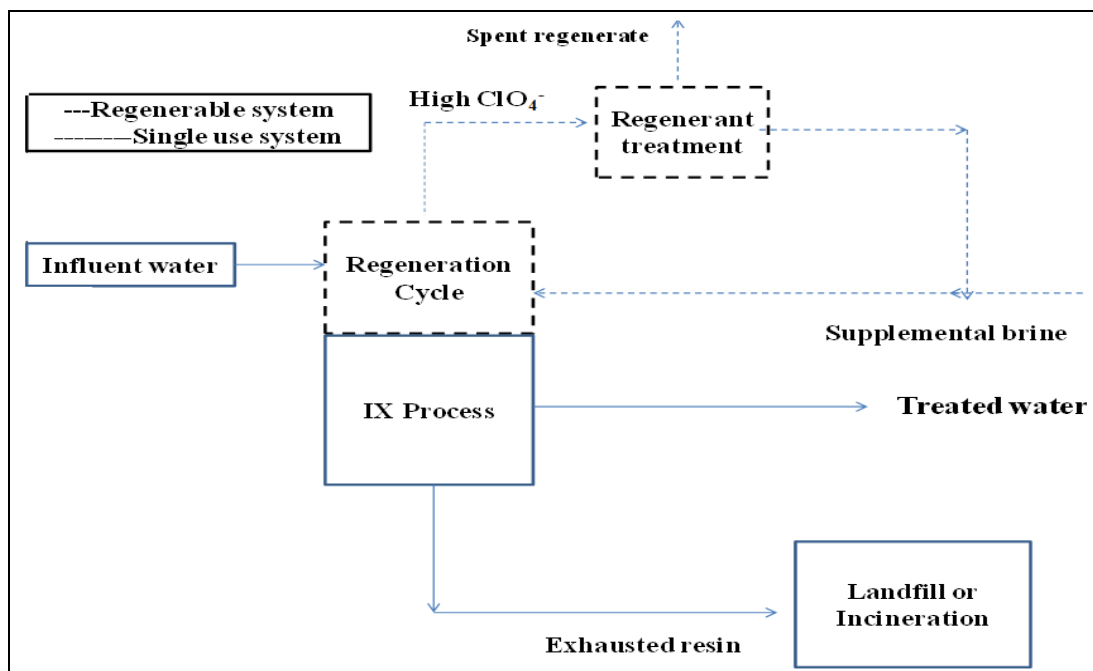 Spent regenerate
---Regenerable system
--------Single use system
High ClO₄⁻
Regenerant
treatment
Influent water
Regeneration
Cycle
Supplemental brine
IX Process
Treated water
Landfill or
Incineration
Exhausted resin